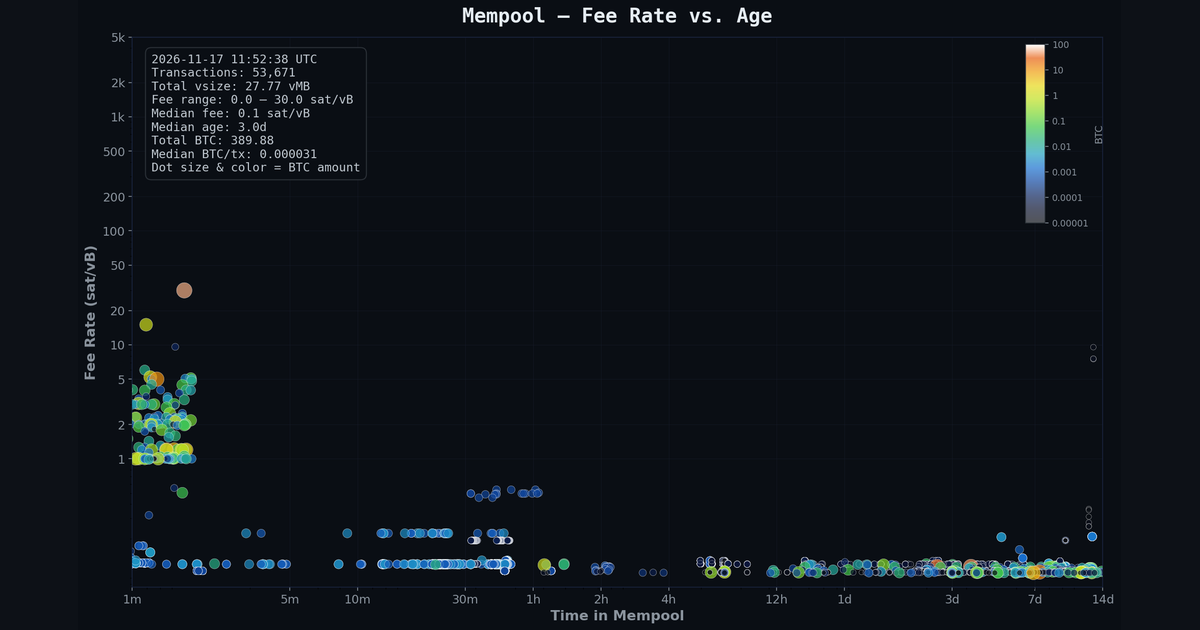 Mempool — Fee Rate vs. Age
2026-11-17 11:52:38 UTC
Transactions: 53,671
Total vsize: 27.77 vMB
Fee range: 0.0 – 30.0 sat/vB
Median fee: 0.1 sat/vB
Median age: 3.0d
Total BTC: 389.88
Median BTC/tx: 0.000031
Dot size & color = BTC amount
100
10
1
0.1
0.01
0.001
0.0001
0.00001
BTC
Fee Rate (sat/vB)
5k
2k
1k
500
200
100
50
20
10
5
2
1
1m
5m
10m
30m
1h
2h
4h
12h
1d
3d
7d
14d
Time in Mempool